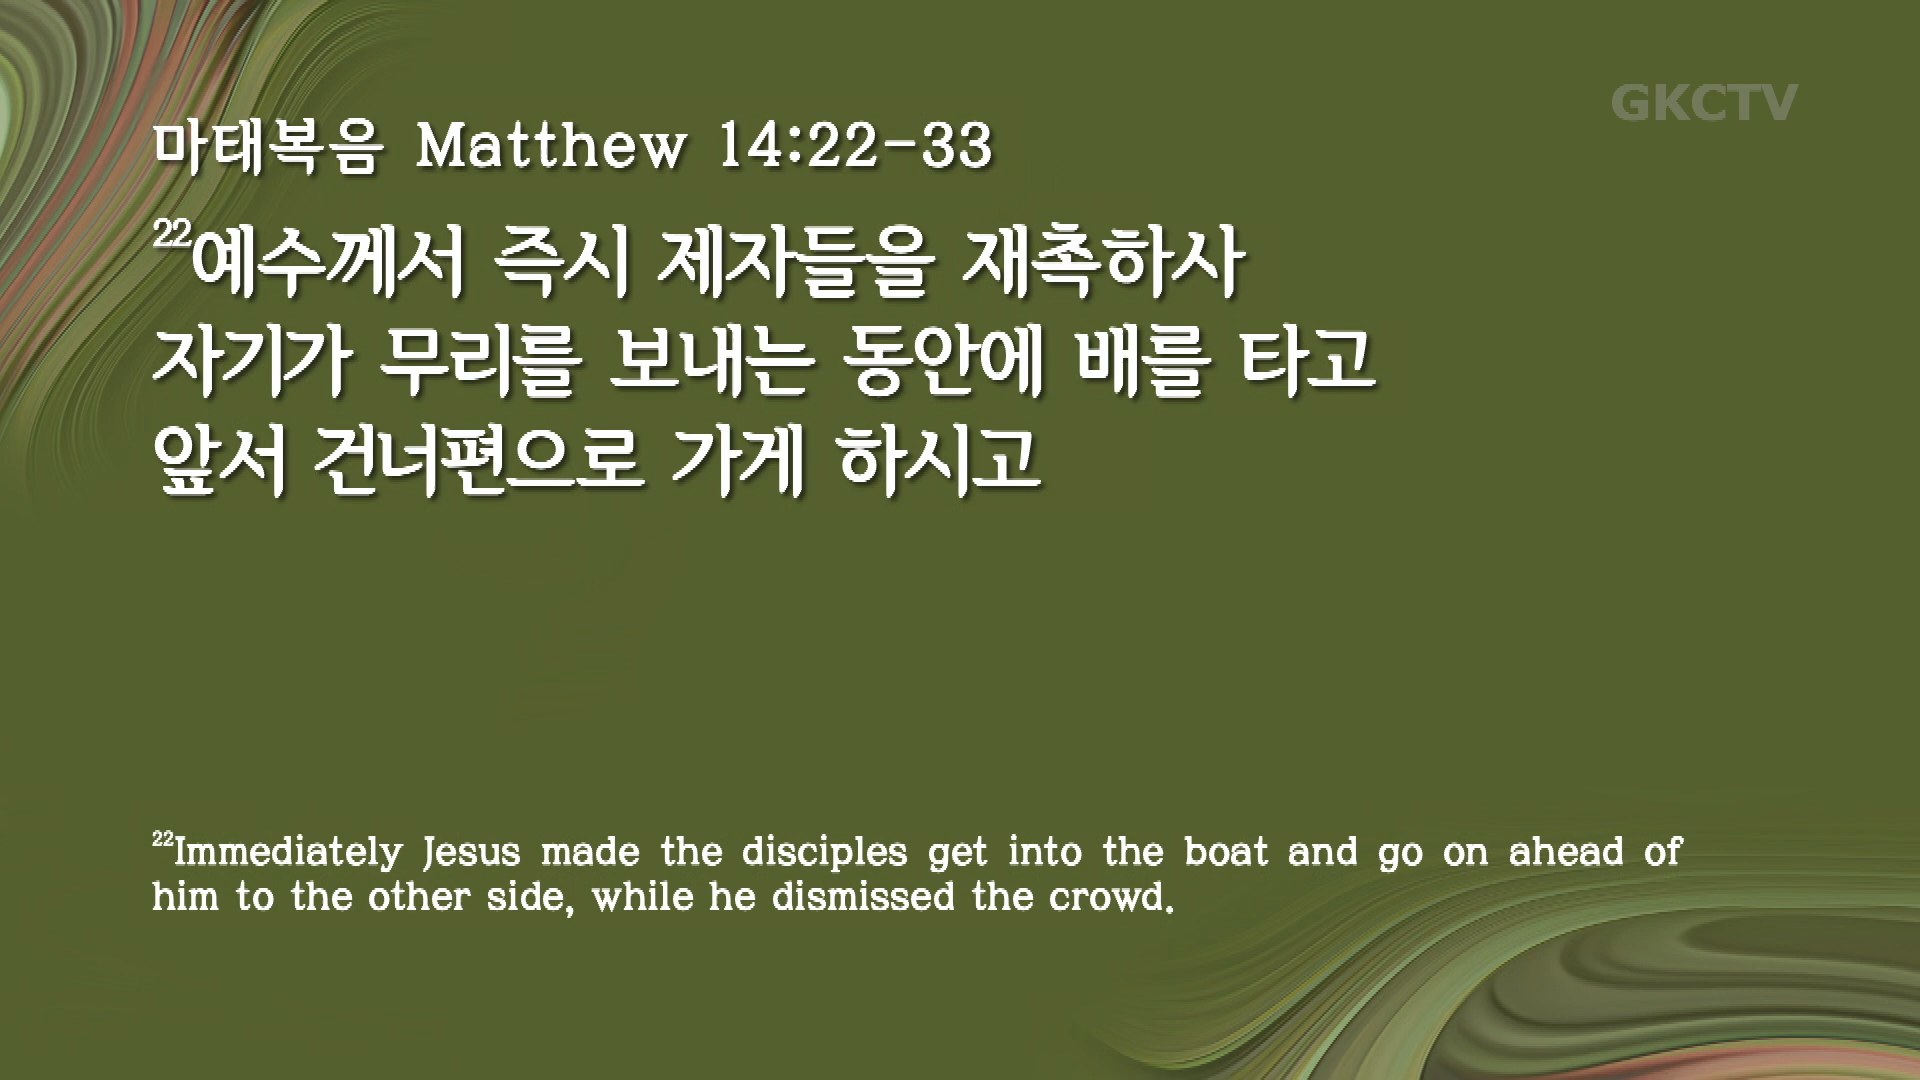 GKCTV
마태복음 Matthew 14:22-33
22예수께서 즉시 제자들을 재촉하사
자기가 무리를 보내는 동안에 배를 타고
앞서 건너편으로 가게 하시고
22Immediately Jesus made the disciples get into the boat and go on ahead of
him to the other side, while he dismissed the crowd.